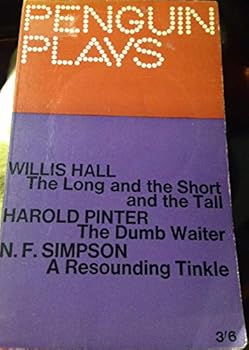 PENGUIN
PLAYS
WILLIS HALL
The Long and the Short
and the Tall
HAROLD PINTER
The Dumb Waiter
N. F. SIMPSON
A Resounding Tinkle
3/6